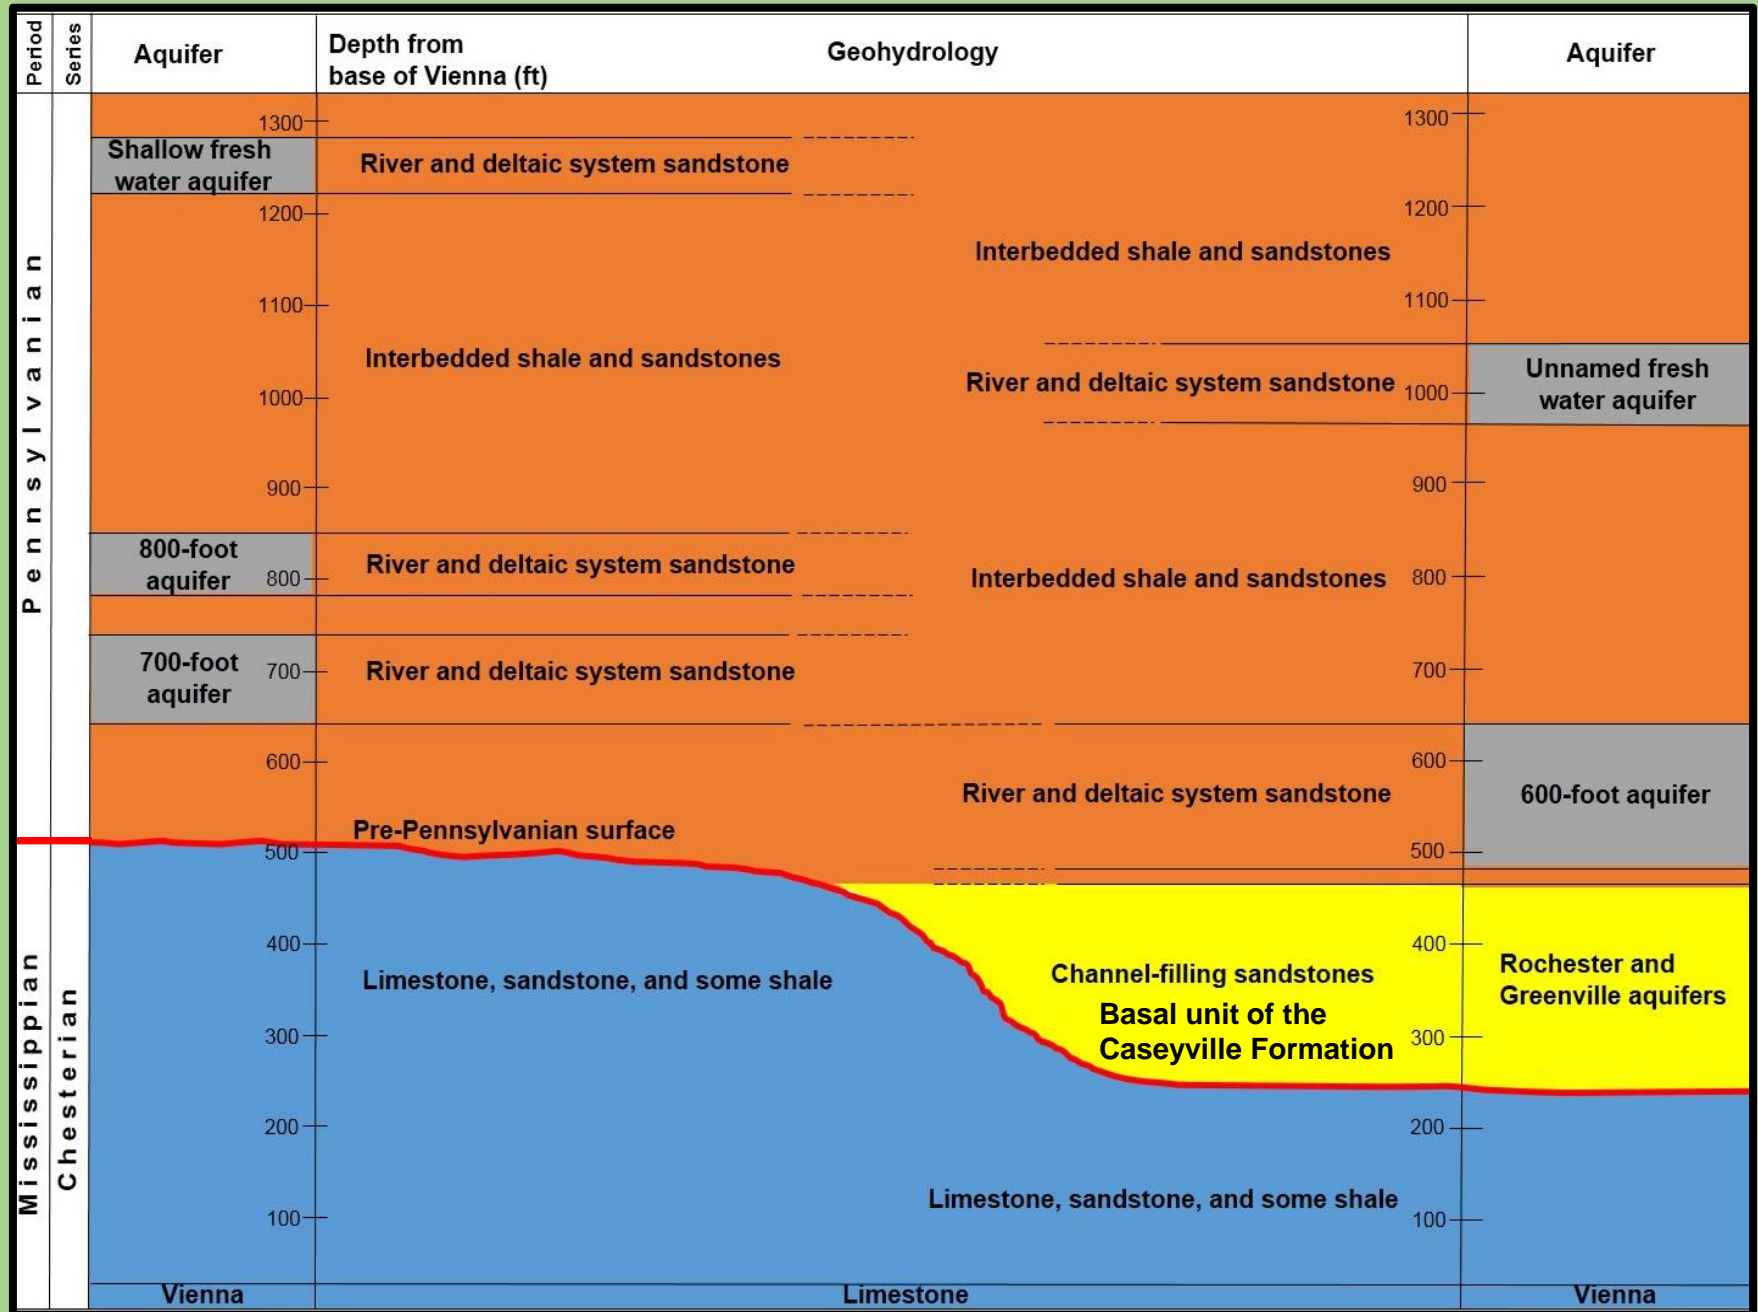 Period
Series
Aquifer
Depth from
base of Vienna (ft)
Geohydrology
Aquifer
Pennsylvanian
Mississippian
Chesterian
1300
Shallow fresh
water aquifer
River and deltaic system sandstone
1200
1100
Interbedded shale and sandstones
1000
900
800-foot
aquifer
800
River and deltaic system sandstone
700-foot
aquifer
700
River and deltaic system sandstone
600
Pre-Pennsylvanian surface
500
400
Limestone, sandstone, and some shale
300
200
100
Vienna
Limestone
Vienna
1300
1200
Interbedded shale and sandstones
1100
River and deltaic system sandstone
1000
Unnamed fresh
water aquifer
900
Interbedded shale and sandstones
800
700
600
River and deltaic system sandstone
600-foot aquifer
500
400
Channel-filling sandstones
Basal unit of the
Caseyville Formation
Rochester and
Greenville aquifers
300
200
Limestone, sandstone, and some shale
100